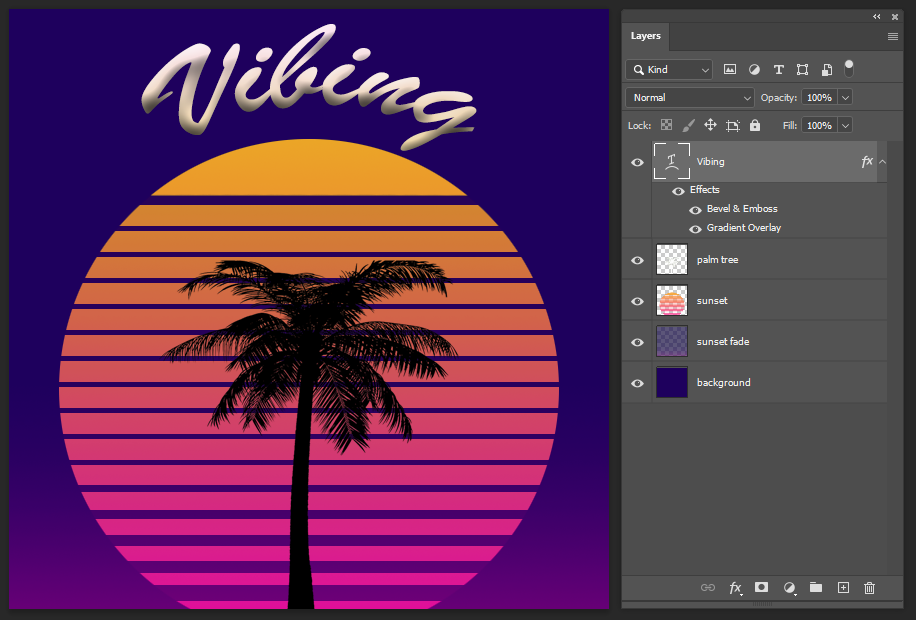 Vibing
Layers
Kind
Normal
Opacity: 100%
Lock:
Fill: 100%
Vibing
fx
Effects
Bevel & Emboss
Gradient Overlay
palm tree
sunset
sunset fade
background
fx